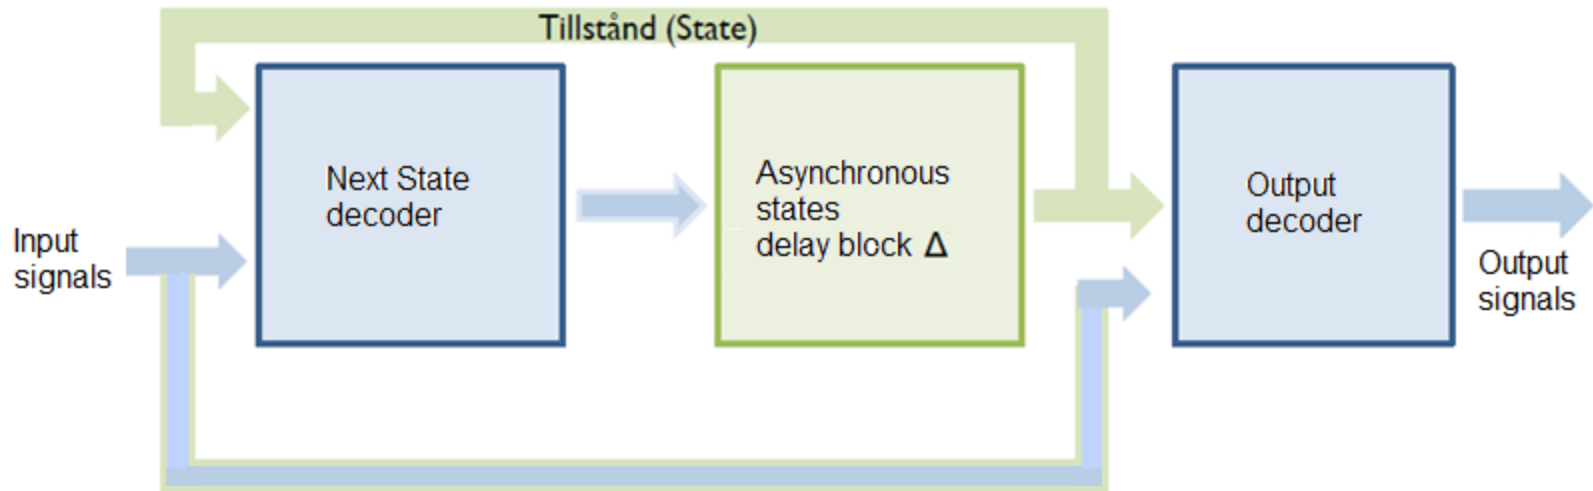 Tillstånd (State)
Next State
decoder
Asynchronous
states
delay block Δ
Output
decoder
Input
signals
Output
signals